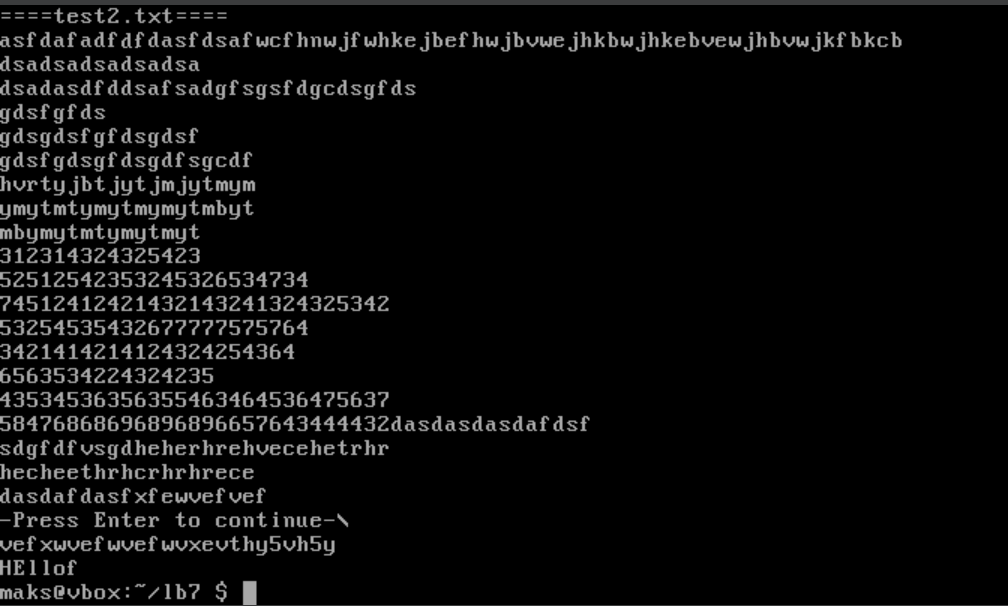 ====test2.txt====
asfdafadfdfdasfdsafwcfhnwjfwhkejbefhwjbvwejhkbwjhkebvewjhbvwjkfbkcb
dsadsadsadsadsa
dsadasdfddsafsadgfsgsfdgcdsgfds
gdsfgfds
gdsgdsfgfdsgdsf
gdsfgdsgfdsgdfsgcdf
hvrtyjbtjytjmjytmym
ymytmtymytmymytmbyt
mbymytmtymytmyt
312314324325423
52512542353245326534734
74512412421432143241324325342
53254535432677777575764
3421414214124324254364
6563534224324235
43534536356355463464536475637
58476868696896896657643444432dasdasdasdafdsf
sdgfdfvsgdheherhrehvecehetrhr
hecheethrhcrhrhrece
dasdafdasfxfewvefvef
-Press Enter to continue-\
vefxwvefwvefwvxevthy5vh5y
HEllof
maks@vbox:~/lb7 $